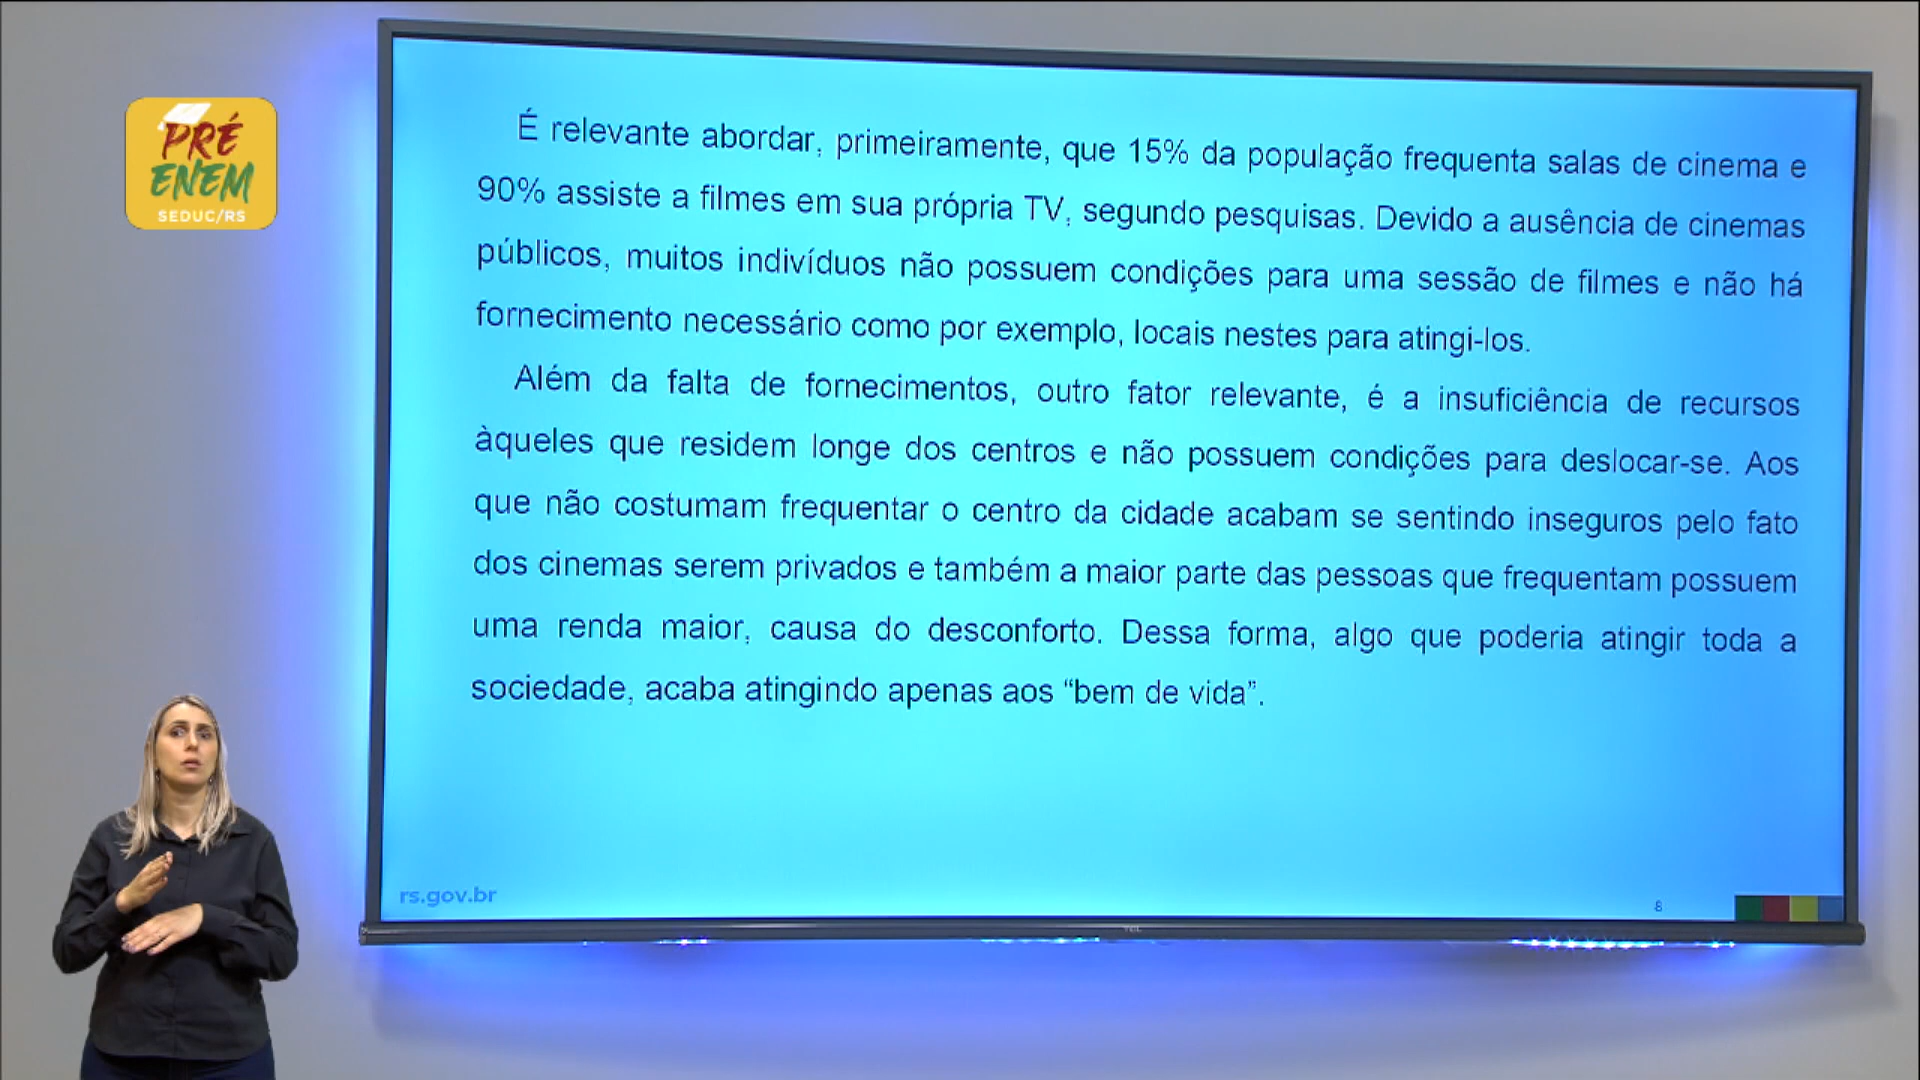 PRÉ
ENEM
SEDUC/RS
É relevante abordar, primeiramente, que 15% da população frequenta salas de cinema e
90% assiste a filmes em sua própria TV, segundo pesquisas. Devido a ausência de cinemas
públicos, muitos indivíduos não possuem condições para uma sessão de filmes e não há
fornecimento necessário como por exemplo, locais nestes para atingi-los.
Além da falta de fornecimentos, outro fator relevante, é a insuficiência de recursos
àqueles que residem longe dos centros e não possuem condições para deslocar-se. Aos
que não costumam frequentar o centro da cidade acabam se sentindo inseguros pelo fato
dos cinemas serem privados e também a maior parte das pessoas que frequentam possuem
uma renda maior, causa do desconforto. Dessa forma, algo que poderia atingir toda a
sociedade, acaba atingindo apenas aos “bem de vida”.
rs.gov.br
8
TCL